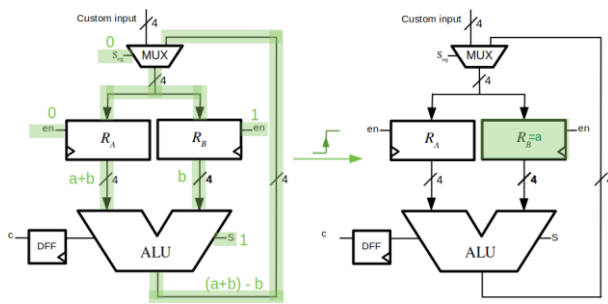 Custom input
4
0
S_reg
MUX
4
0
1
en
R_A
R_B
en
a+b
4
b
4
4
c
DFF
ALU
S
1
(a+b) - b
Custom input
4
MUX
4
en
R_A
R_B=a
en
4
4
4
c
DFF
ALU
S